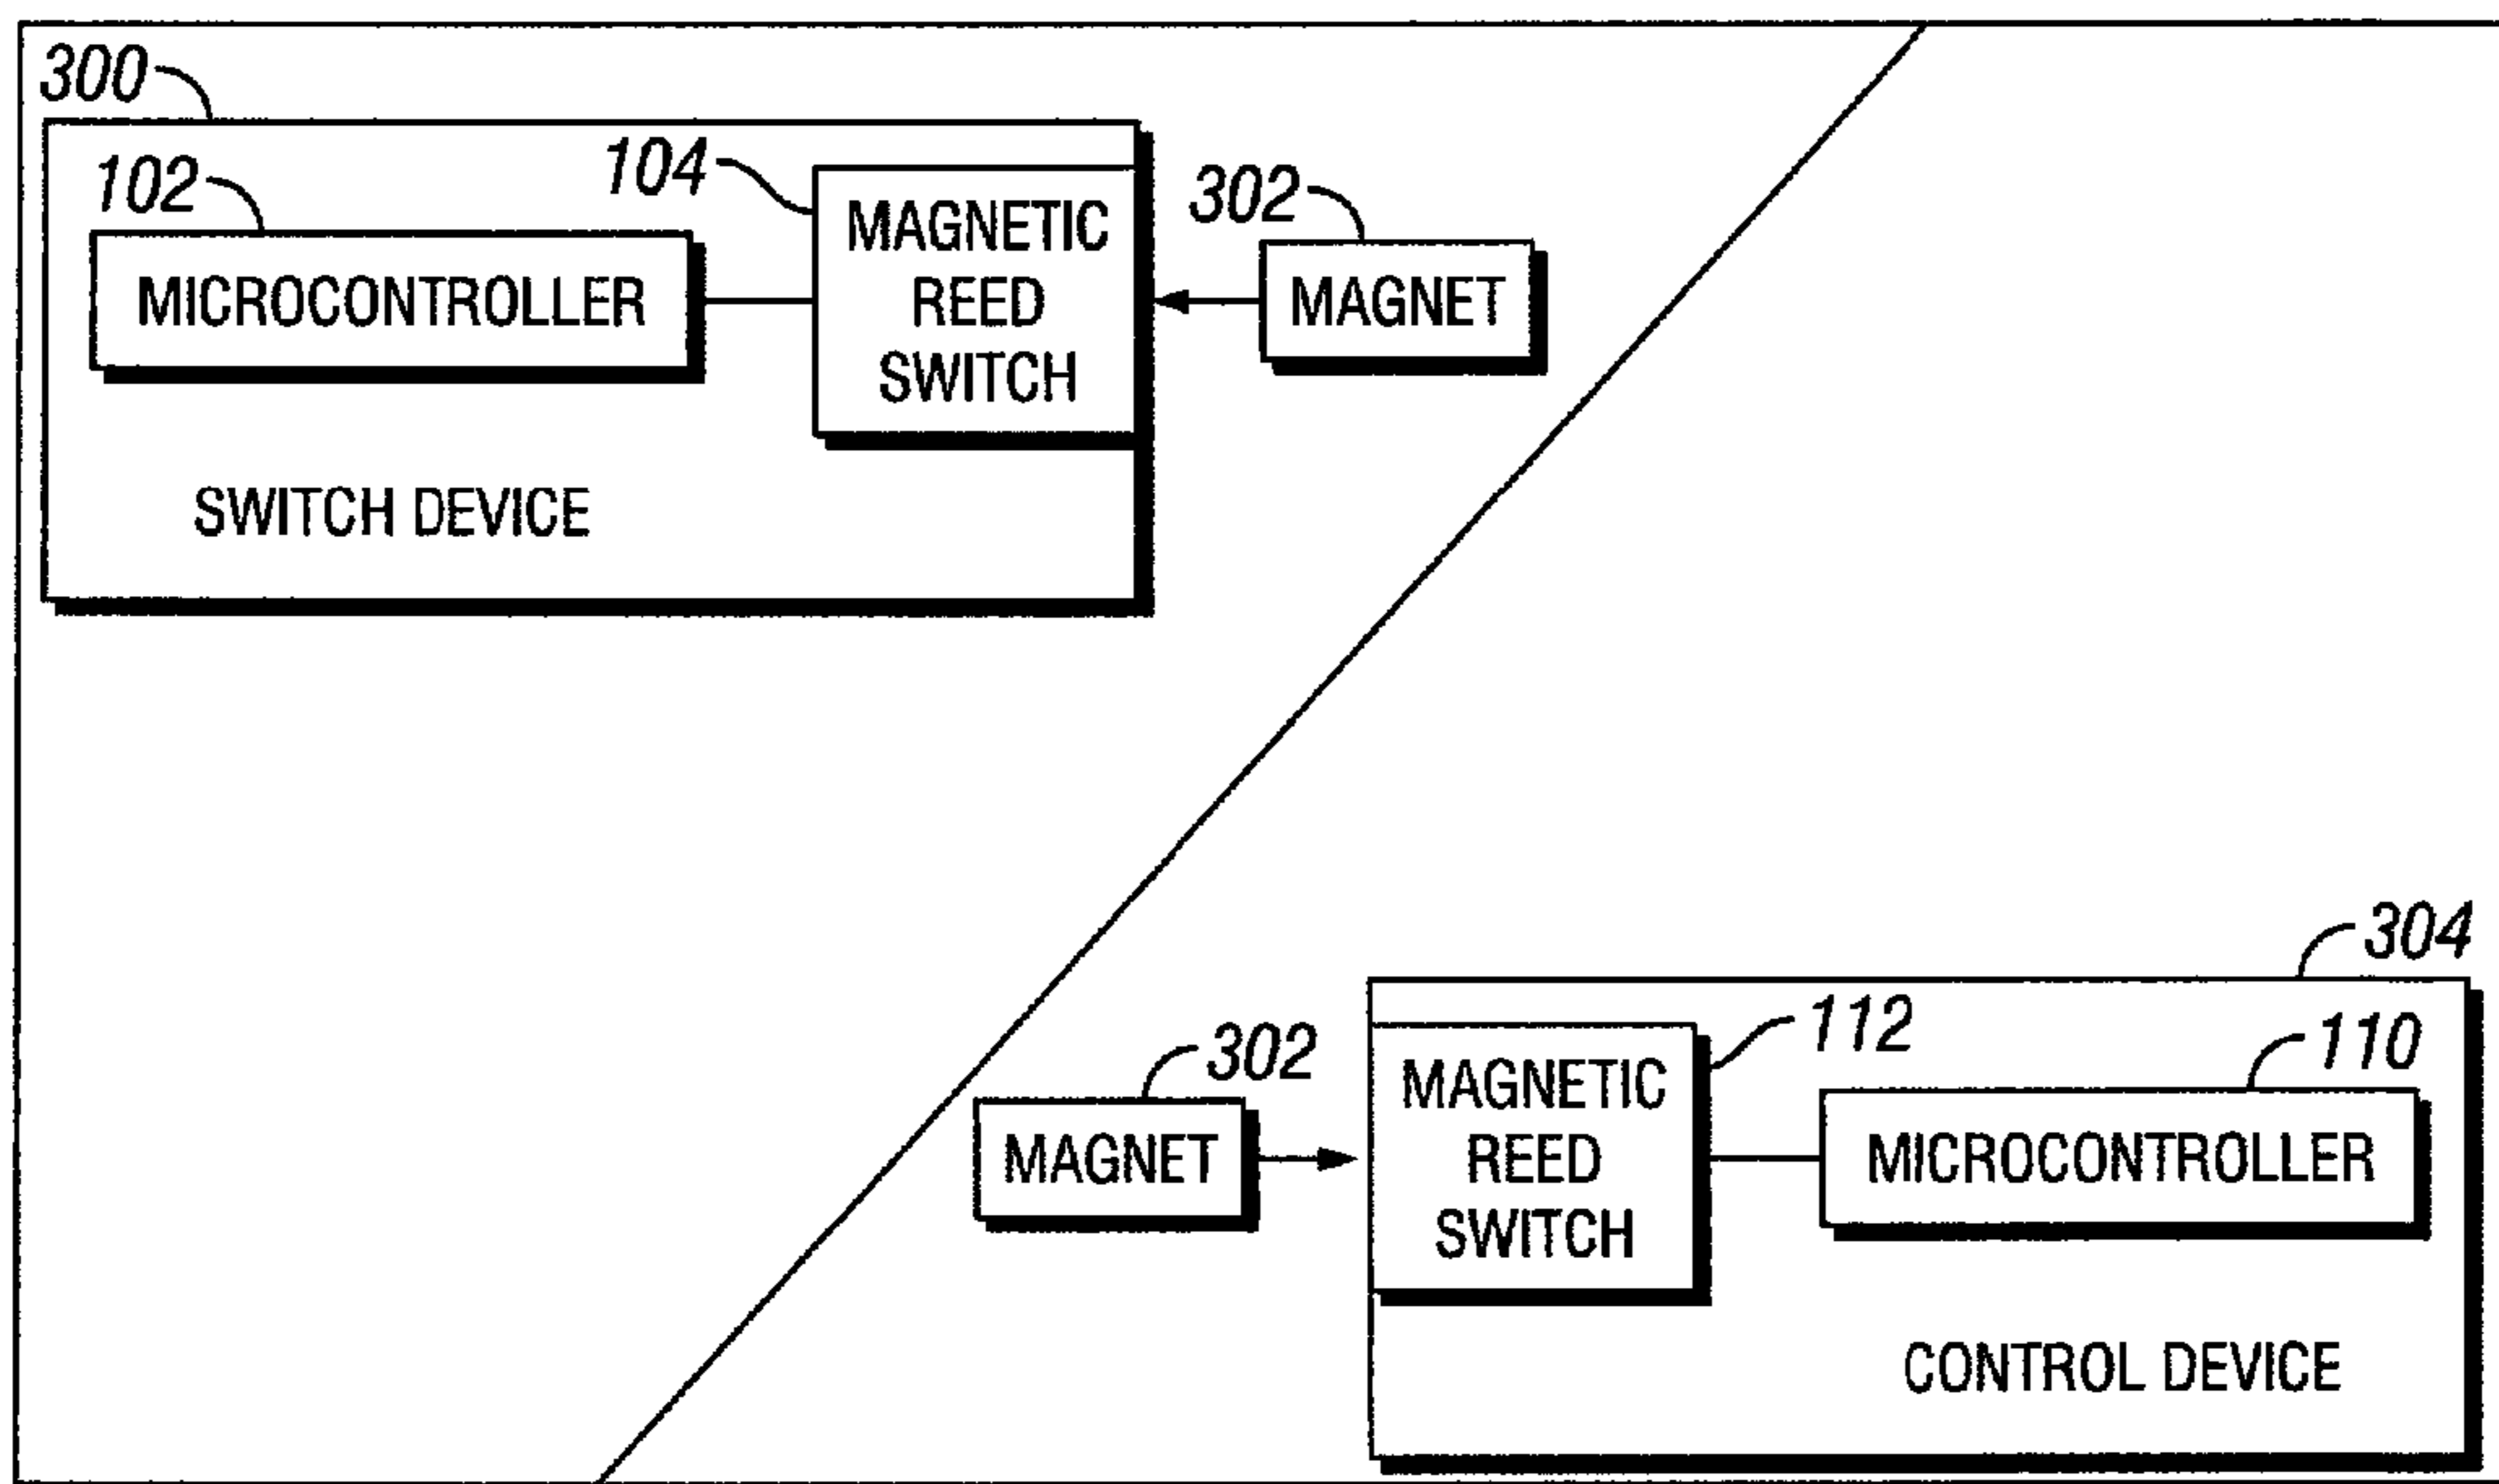 300
102
104
302
MAGNETIC
REED
SWITCH
MICROCONTROLLER
MAGNET
SWITCH DEVICE
304
302
112
110
MAGNET
MAGNETIC
REED
SWITCH
MICROCONTROLLER
CONTROL DEVICE